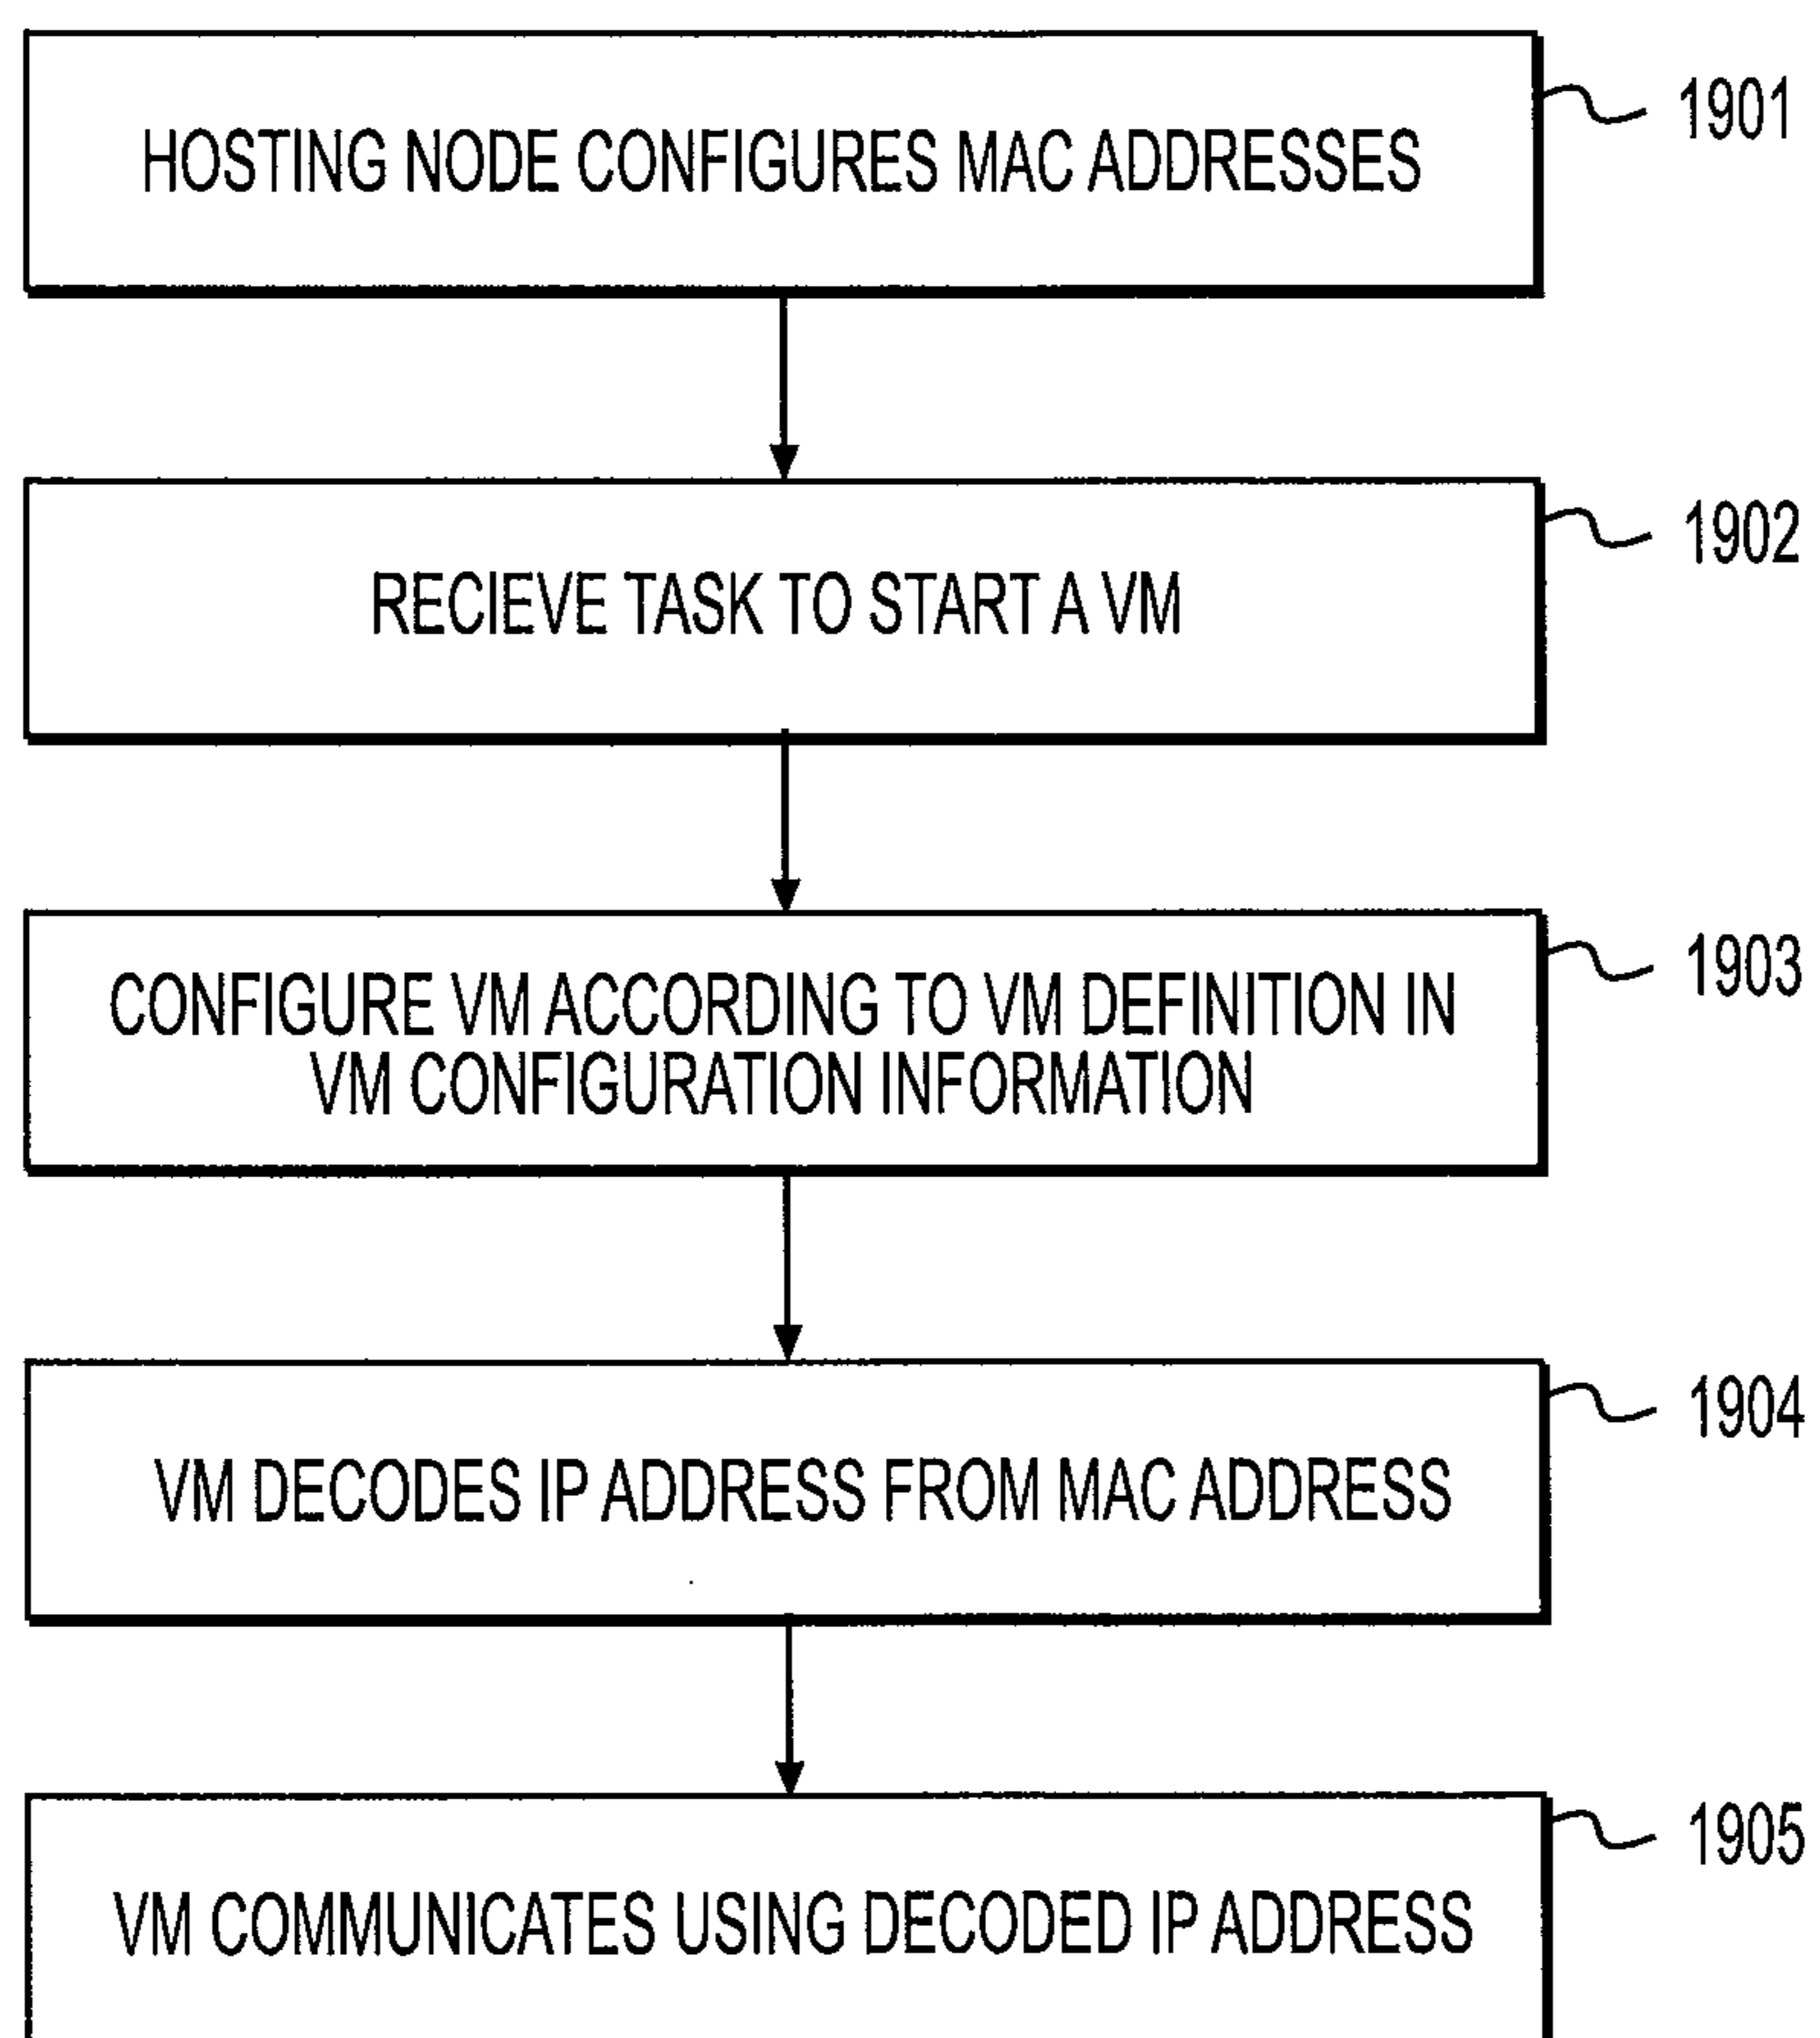 HOSTING NODE CONFIGURES MAC ADDRESSES
1901
RECIEVE TASK TO START A VM
1902
CONFIGURE VM ACCORDING TO VM DEFINITION IN
VM CONFIGURATION INFORMATION
1903
VM DECODES IP ADDRESS FROM MAC ADDRESS
1904
VM COMMUNICATES USING DECODED IP ADDRESS
1905